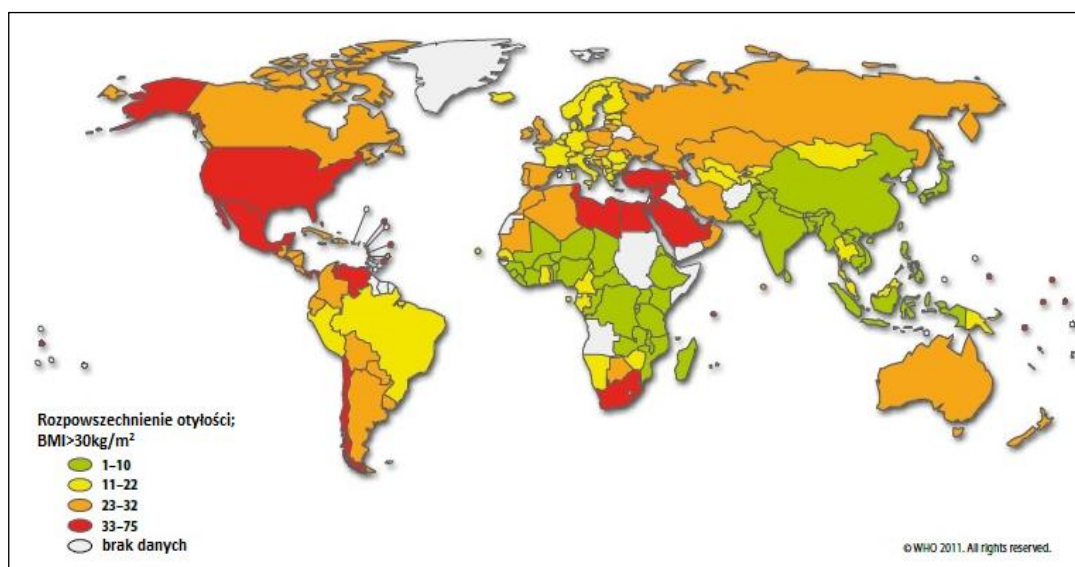 Rozpowszechnienie otyłości;
BMI>30kg/m²
1–10
11–22
23–32
33–75
brak danych
© WHO 2011. All rights reserved.